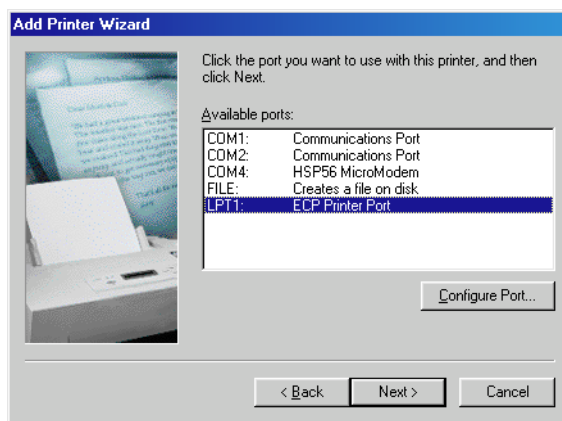 Add Printer Wizard
Click the port you want to use with this printer, and then
click Next.
Available ports:
COM1: Communications Port
COM2: Communications Port
COM4: HSP56 MicroModem
FILE: Creates a file on disk
LPT1: ECP Printer Port
Configure Port...
< Back Next > Cancel